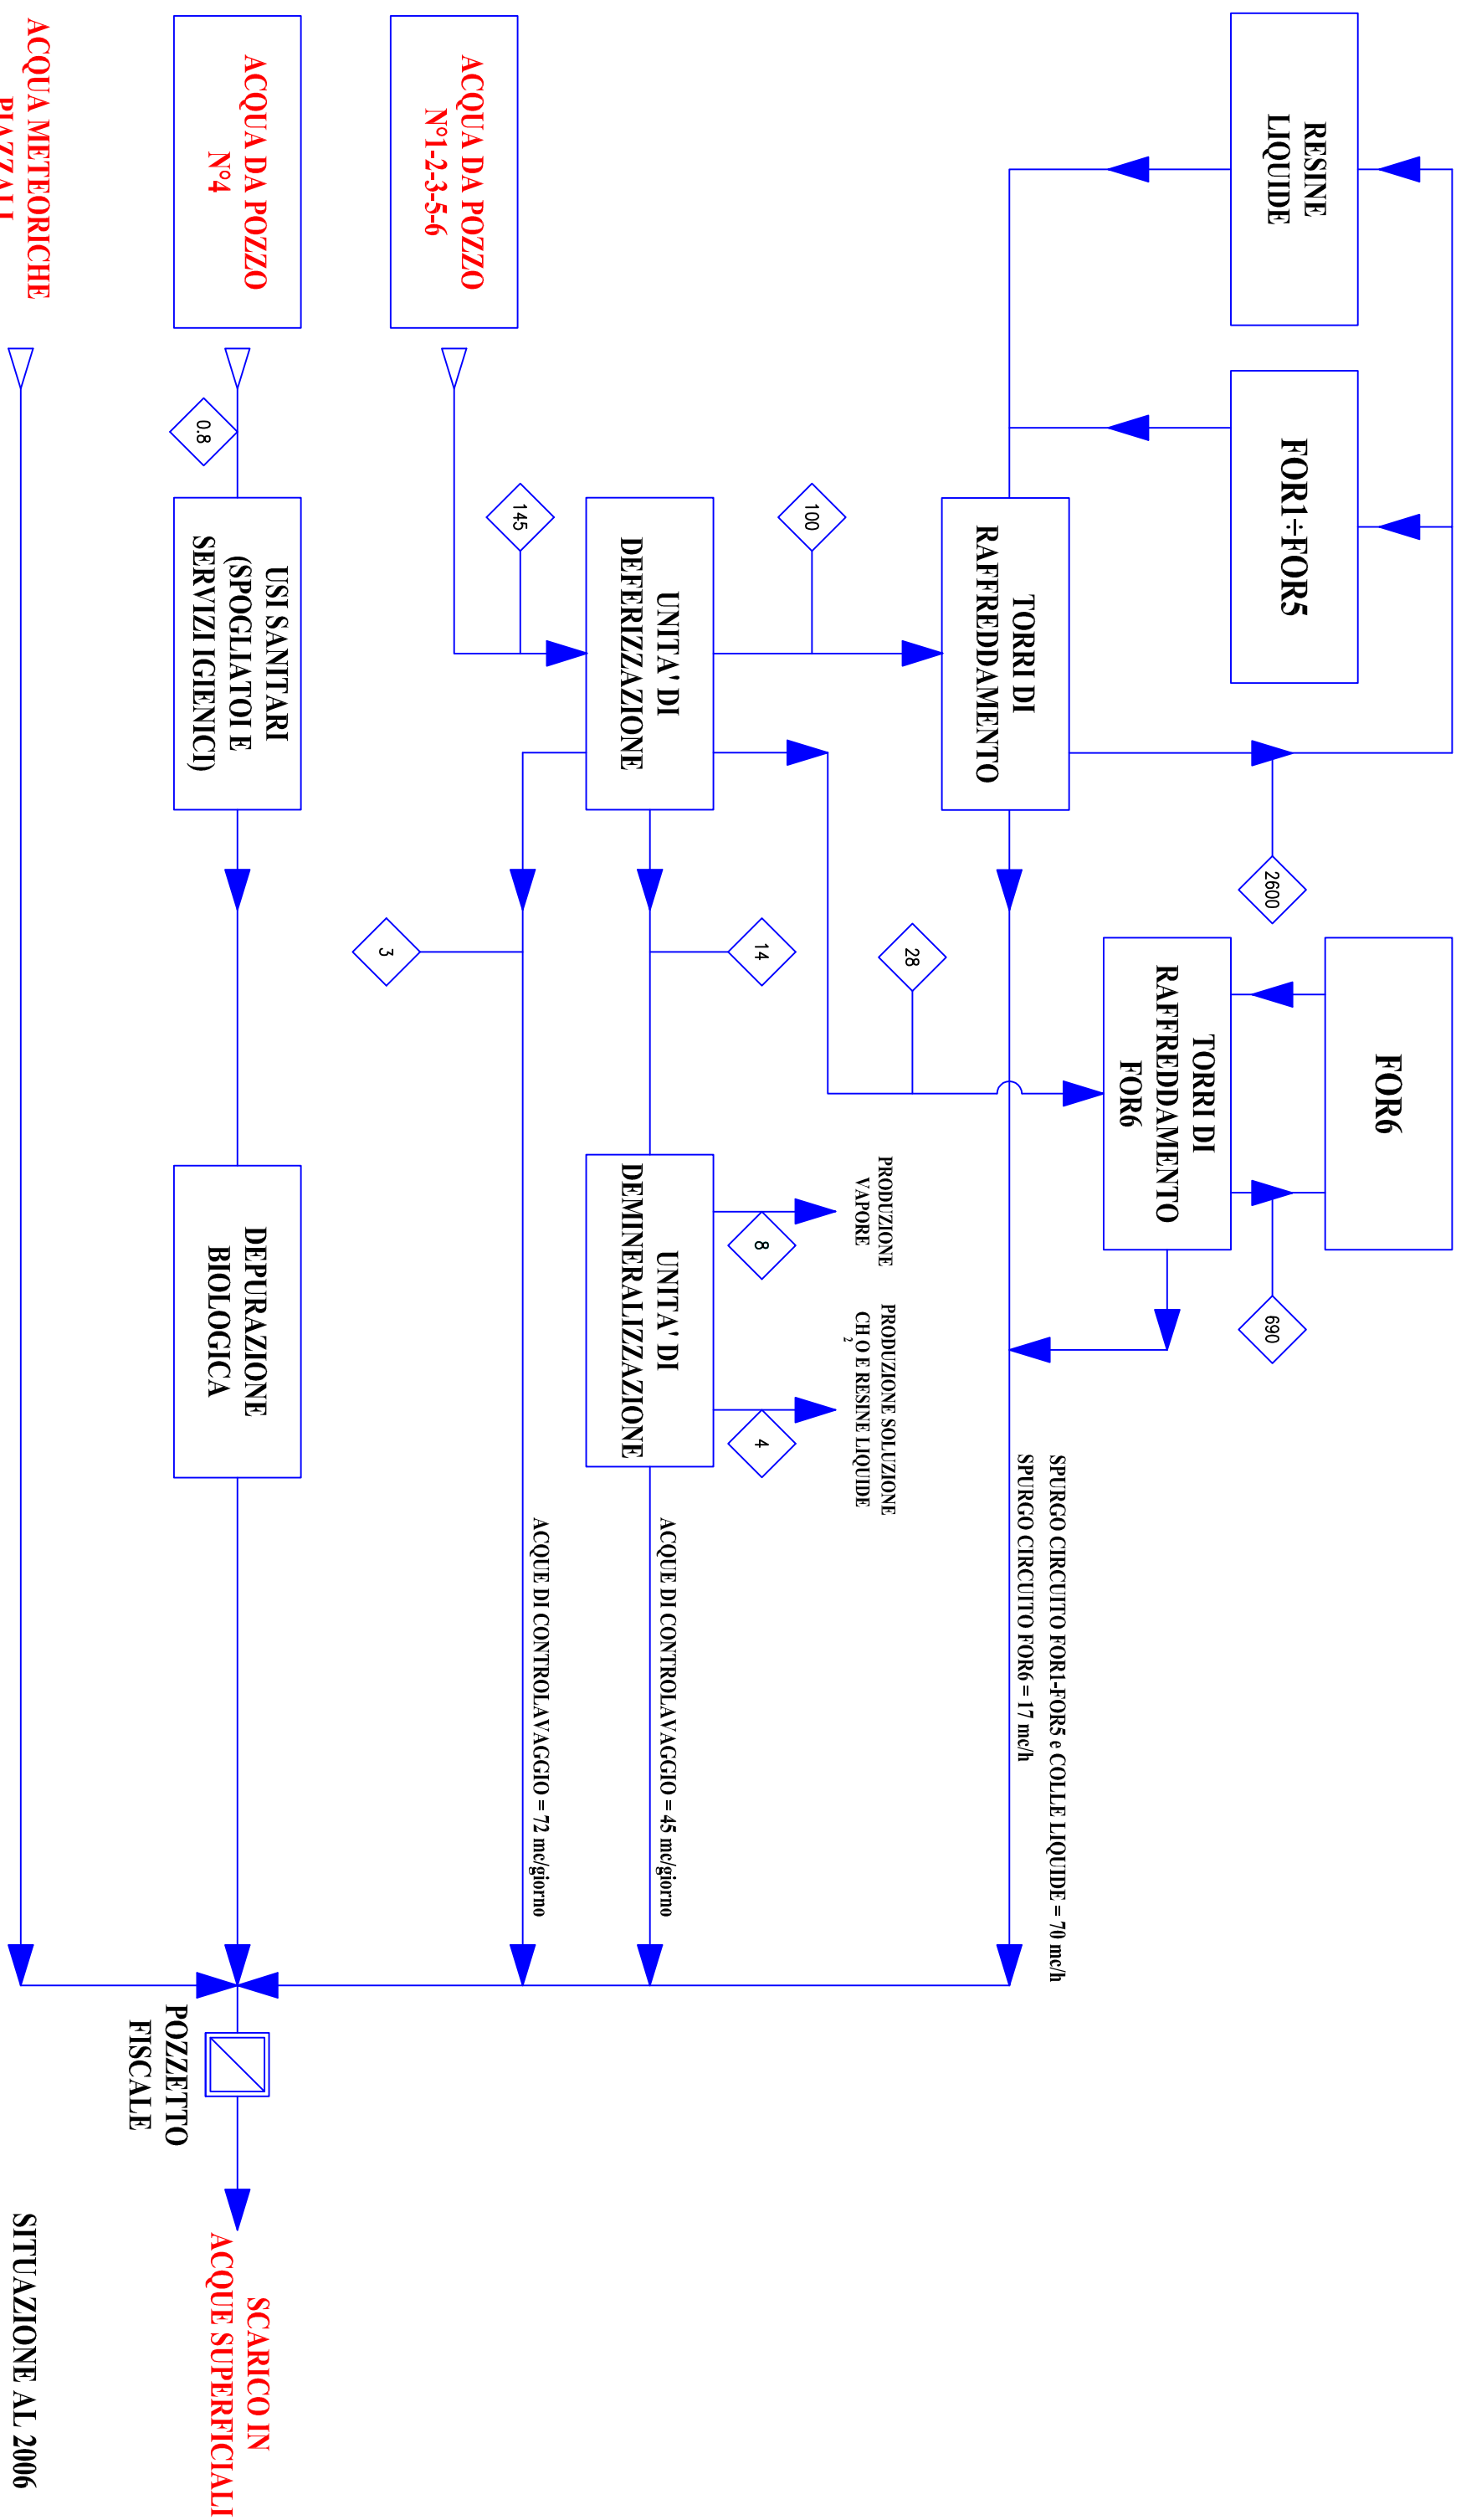 RESINE
LIQUIDE
FOR1÷FOR5
FOR6
2600
690
TORRI DI
RAFFREDDAMENTO
FOR6
TORRI DI
RAFFREDDAMENTO
SPURGO CIRCUITO FOR1-FOR5 e COLLE LIQUIDE = 70 mc/h
SPURGO CIRCUITO FOR6 = 17 mc/h
100
28
PRODUZIONE
VAPORE
PRODUZIONE SOLUZIONE
CH₂O E RESINE LIQUIDE
14
8
4
UNITA' DI
DEFERIZZAZIONE
UNITA' DI
DEMINERALIZZAZIONE
ACQUE DI CONTROLAVAGGIO = 45 mc/giorno
145
ACQUE DI CONTROLAVAGGIO = 72 mc/giorno
ACQUA DA POZZO
N°1-2-3-5-6
3
ACQUA DA POZZO
N°4
0.8
USI SANITARI
(SPOGLIATOI E
SERVIZI IGIENICI)
DEPURAZIONE
BIOLOGICA
SCARICO IN
ACQUE SUPERFICIALI
POZZETTO
FISCALE
ACQUA METEORICHE
PIAZZALI
SITUAZIONE AL 2006